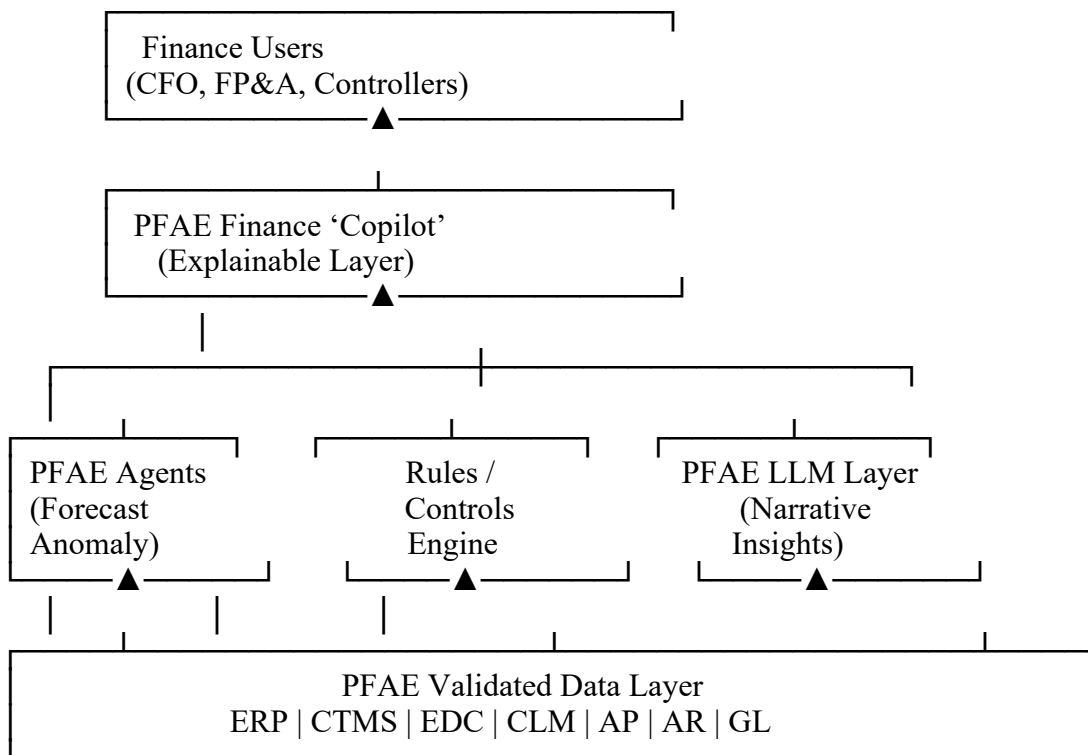 Finance Users
(CFO, FP&A, Controllers)
PFAE Finance ‘Copilot’
(Explainable Layer)
PFAE Agents
(Forecast
Anomaly)
Rules /
Controls
Engine
PFAE LLM Layer
(Narrative
Insights)
PFAE Validated Data Layer
ERP | CTMS | EDC | CLM | AP | AR | GL